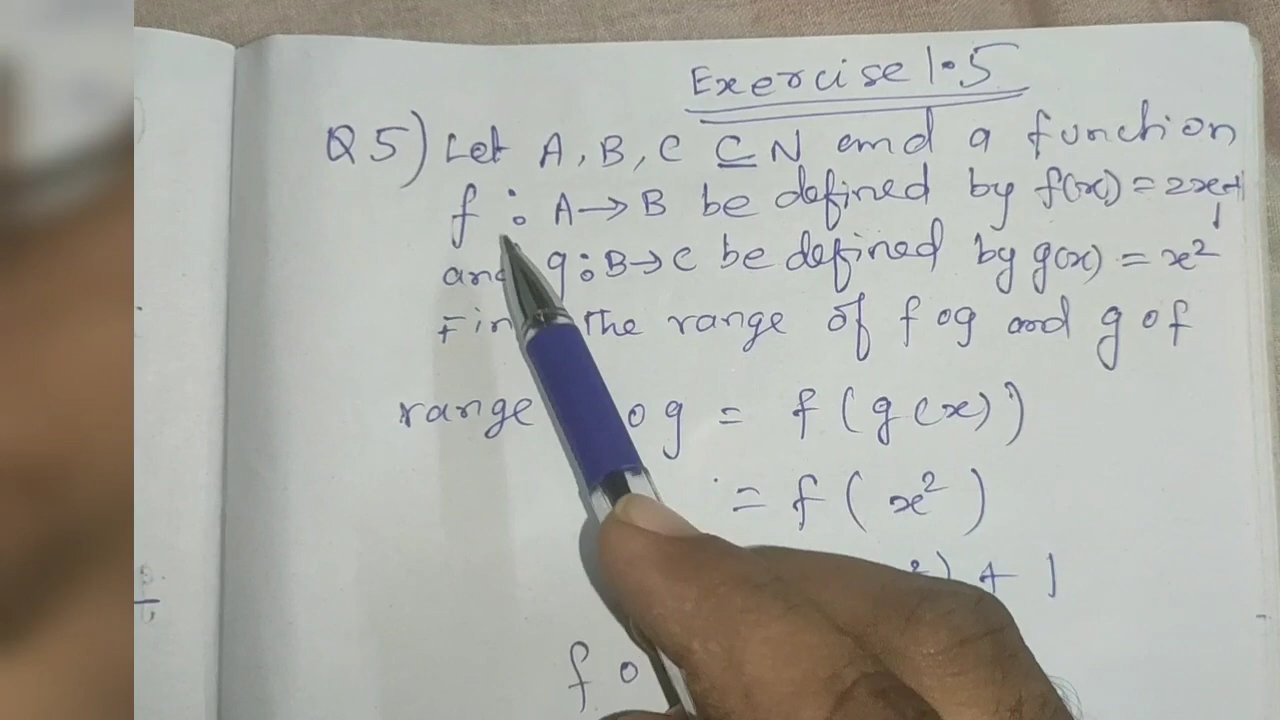 Exercise 1.5
Q5) Let A, B, C ⊆ N and a function
f : A → B be defined by f(x) = 2x+1
and g : B → C be defined by g(x) = x²
Find the range of f o g and g o f
range o g = f(g(x))
= f(x²)
²) + 1
f o